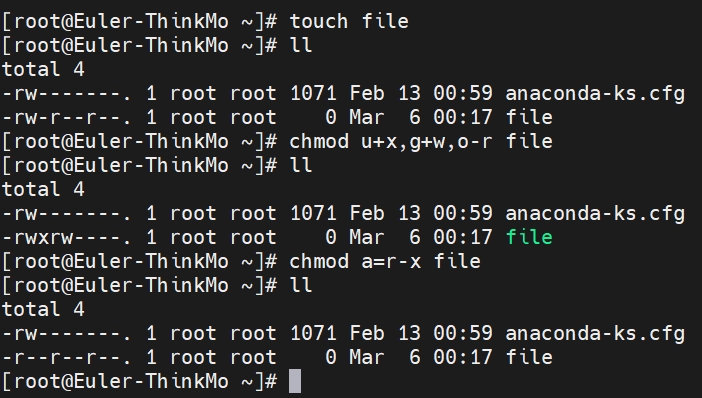 [root@Euler-ThinkMo ~]# touch file
[root@Euler-ThinkMo ~]# ll
total 4
-rw-------. 1 root root 1071 Feb 13 00:59 anaconda-ks.cfg
-rw-r--r--. 1 root root    0 Mar  6 00:17 file
[root@Euler-ThinkMo ~]# chmod u+x,g+w,o-r file
[root@Euler-ThinkMo ~]# ll
total 4
-rw-------. 1 root root 1071 Feb 13 00:59 anaconda-ks.cfg
-rwxrw----. 1 root root    0 Mar  6 00:17 file
[root@Euler-ThinkMo ~]# chmod a=r-x file
[root@Euler-ThinkMo ~]# ll
total 4
-rw-------. 1 root root 1071 Feb 13 00:59 anaconda-ks.cfg
-r--r--r--. 1 root root    0 Mar  6 00:17 file
[root@Euler-ThinkMo ~]#